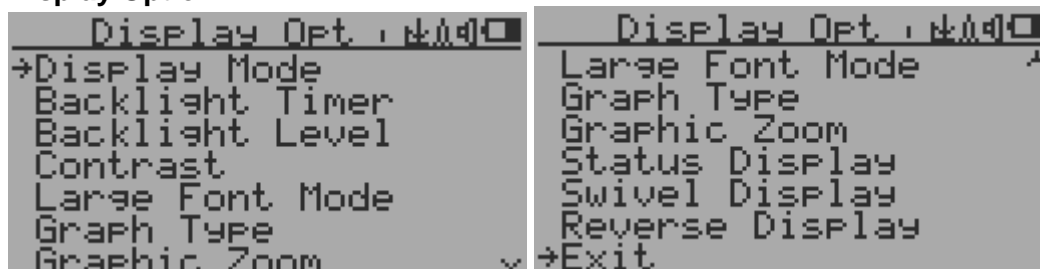 Display Opt
→Display Mode
Backlight Timer
Backlight Level
Contrast
Large Font Mode
Graph Type
Graphic Zoom
Display Opt
Large Font Mode
Graph Type
Graphic Zoom
Status Display
Swivel Display
Reverse Display
→Exit